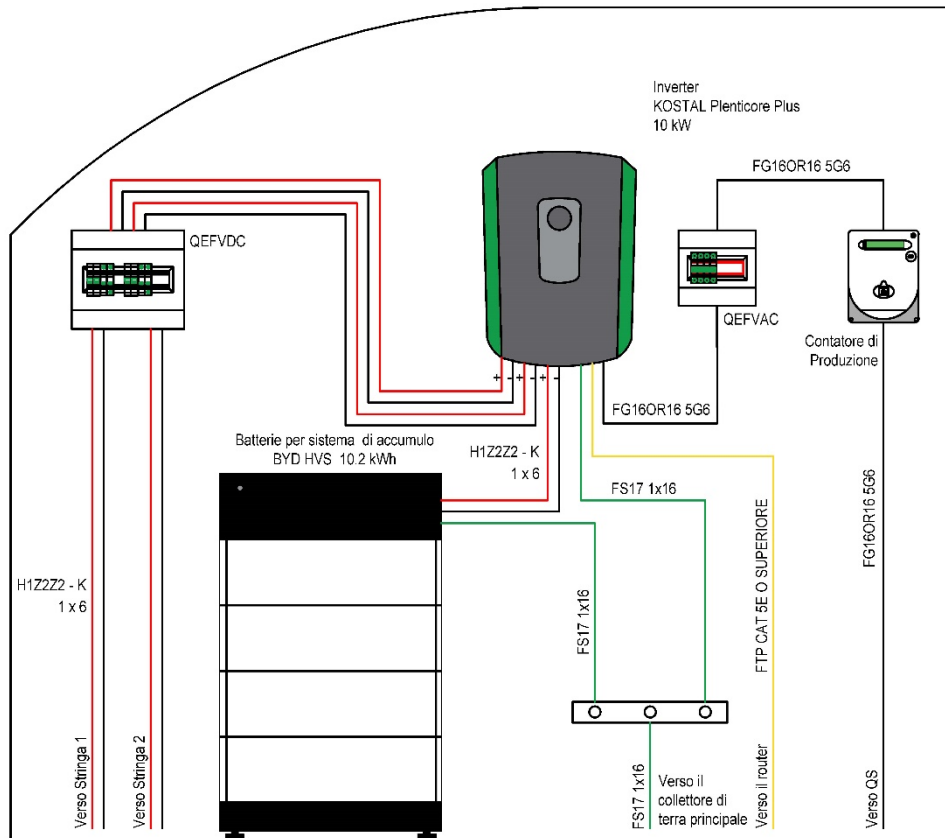 Inverter
KOSTAL Plenticore Plus
10 kW
FG16OR16 5G6
QEFVDC
QEFVAC
Contatore di
Produzione
+ - + - + -
FG16OR16 5G6
Batterie per sistema di accumulo
BYD HVS 10.2 kWh
H1Z2Z2 - K
1 x 6
FS17 1x16
H1Z2Z2 - K
1 x 6
FS17 1x16
FTP CAT 5E O SUPERIORE
FG16OR16 5G6
Verso Stringa 1
Verso Stringa 2
FS17 1x16
Verso il
collettore di
terra principale
Verso il router
Verso QS